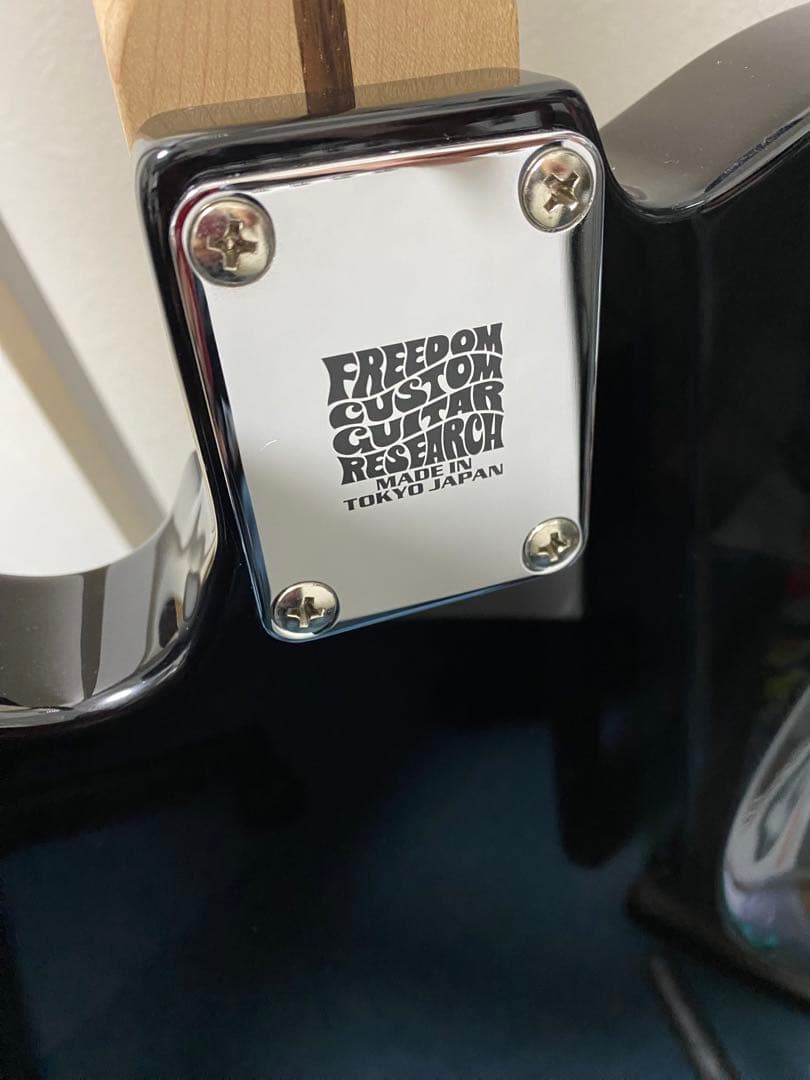 FREEDOM
CUSTOM
GUITAR
RESEARCH
MADE IN
TOKYO JAPAN